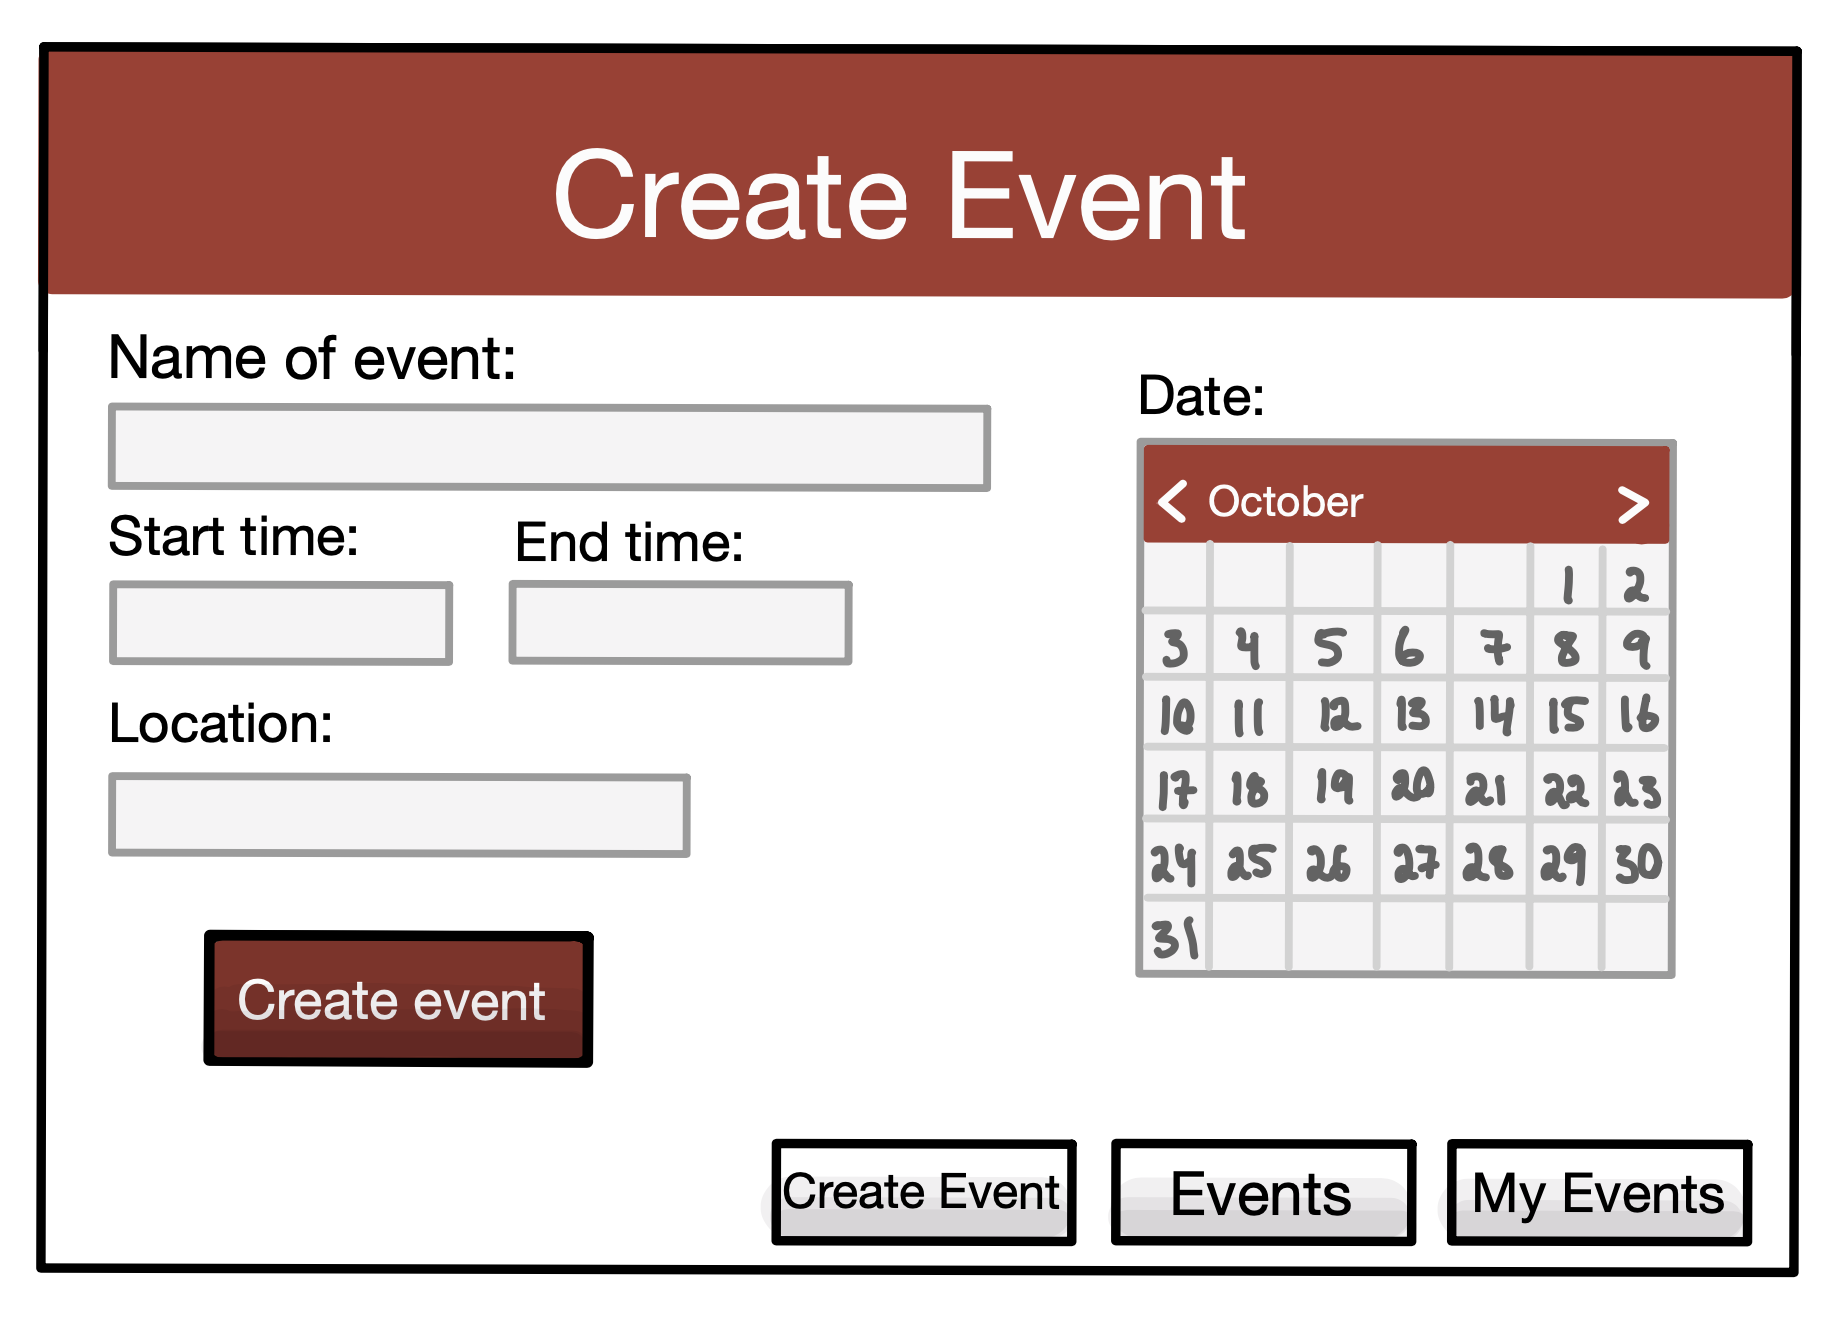 Create Event
Name of event:
Start time: End time:
Location:
Create event
Date:
< October >
1 2
3 4 5 6 7 8 9
10 11 12 13 14 15 16
17 18 19 20 21 22 23
24 25 26 27 28 29 30
31
Create Event Events My Events